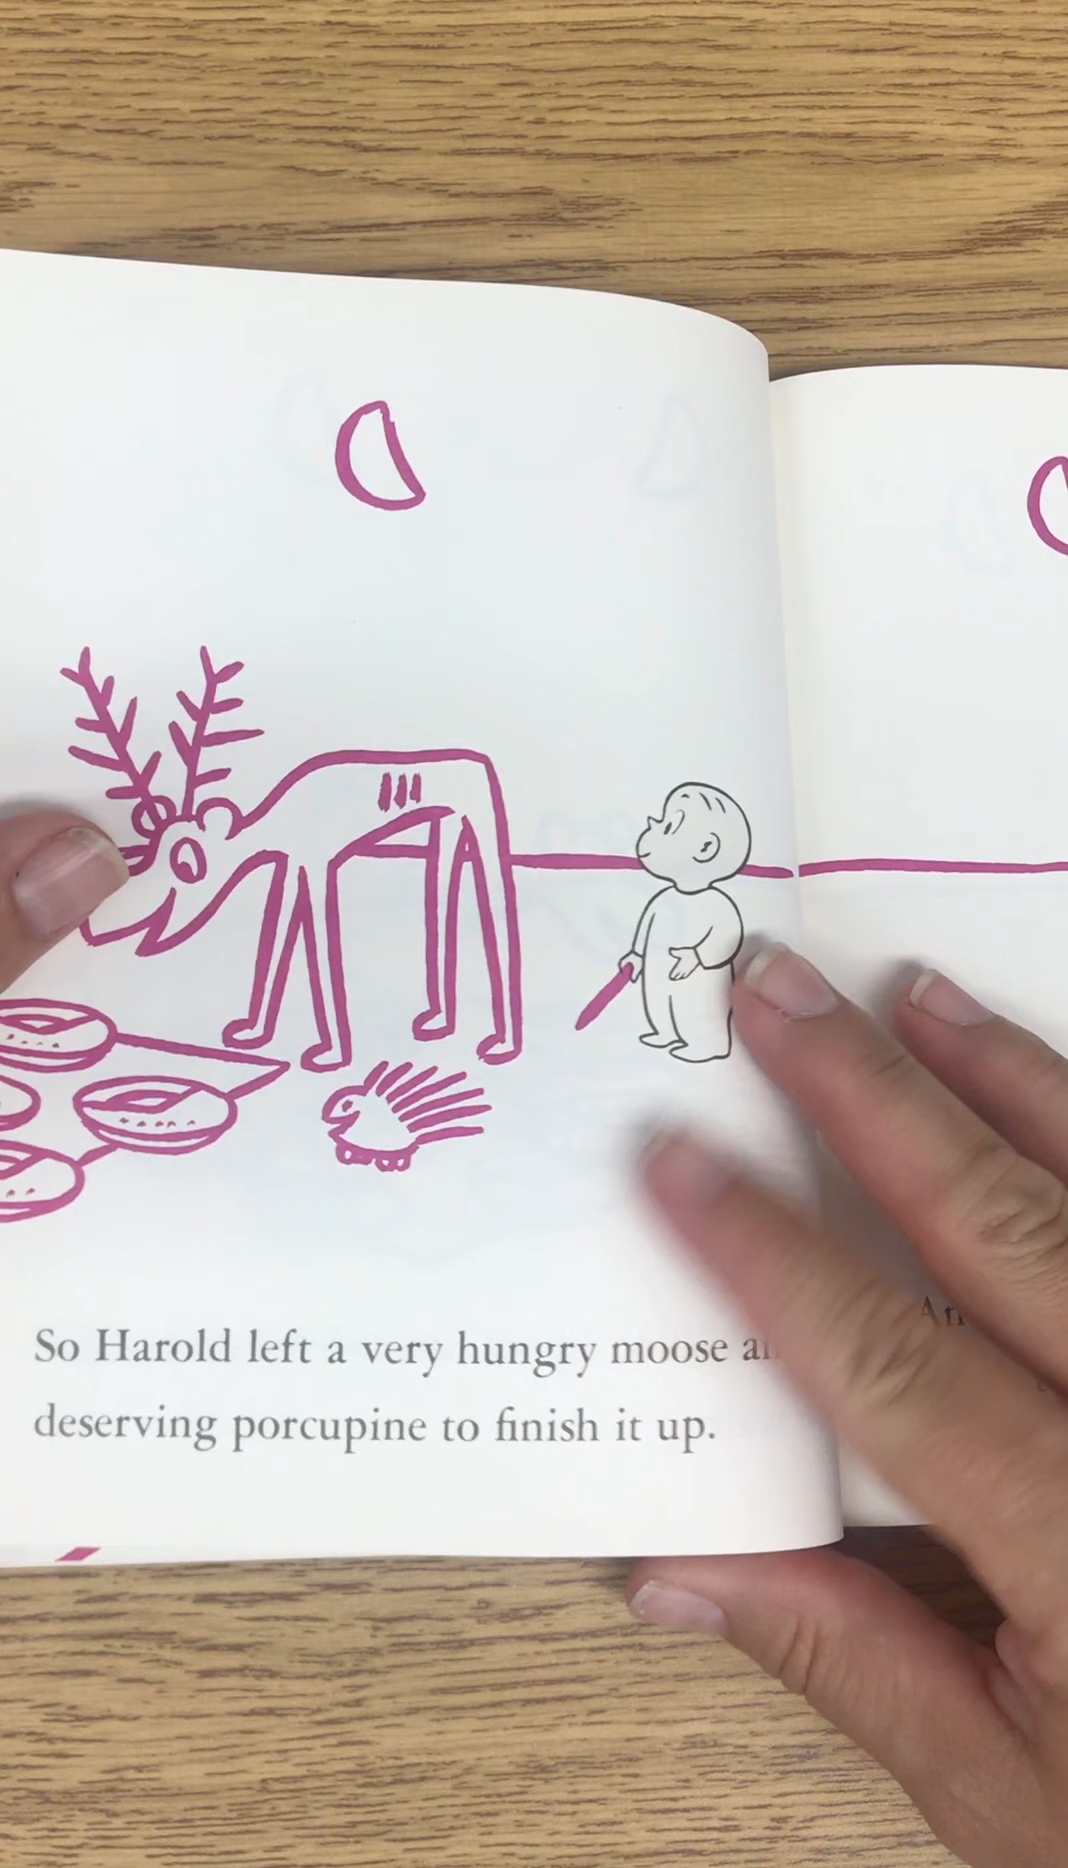 So Harold left a very hungry moose
deserving porcupine to finish it up.